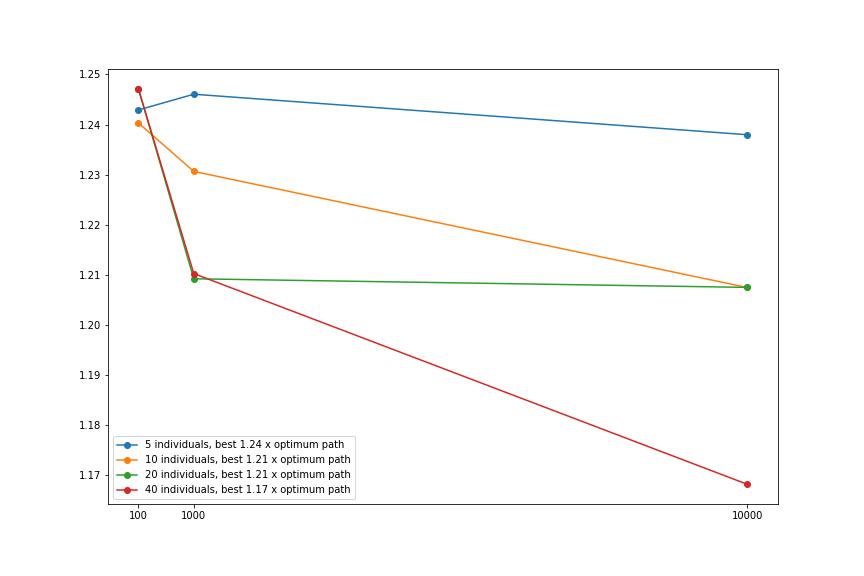 1.25
1.24
1.23
1.22
1.21
1.20
1.19
1.18
1.17
5 individuals, best 1.24 x optimum path
10 individuals, best 1.21 x optimum path
20 individuals, best 1.21 x optimum path
40 individuals, best 1.17 x optimum path
100 1000 10000